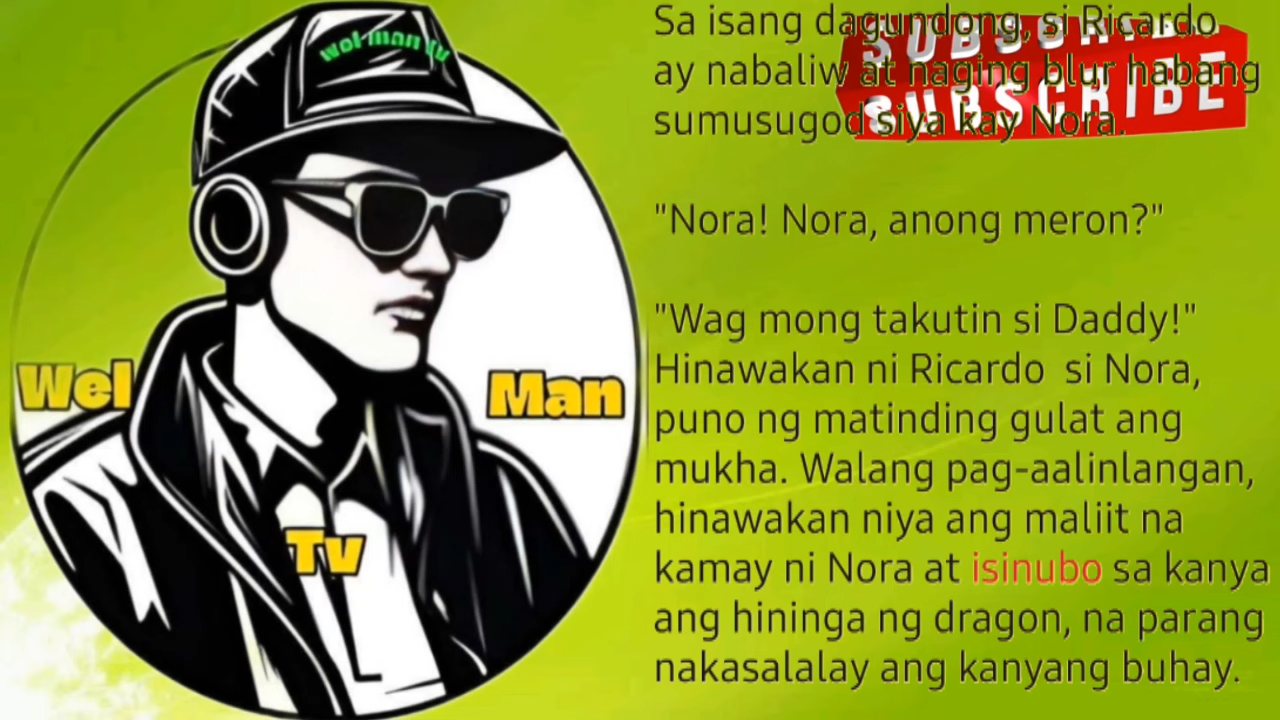 wel man tv
Wel
Man
Tv
SUBSCRIBE
SUBSCRIBE
Sa isang dagundong, si Ricardo
ay nabaliw at naging blur habang
sumusugod siya kay Nora.
"Nora! Nora, anong meron?"
"Wag mong takutin si Daddy!"
Hinawakan ni Ricardo si Nora,
puno ng matinding gulat ang
mukha. Walang pag-aalinlangan,
hinawakan niya ang maliit na
kamay ni Nora at isinubo sa kanya
ang hininga ng dragon, na parang
nakasalalay ang kanyang buhay.